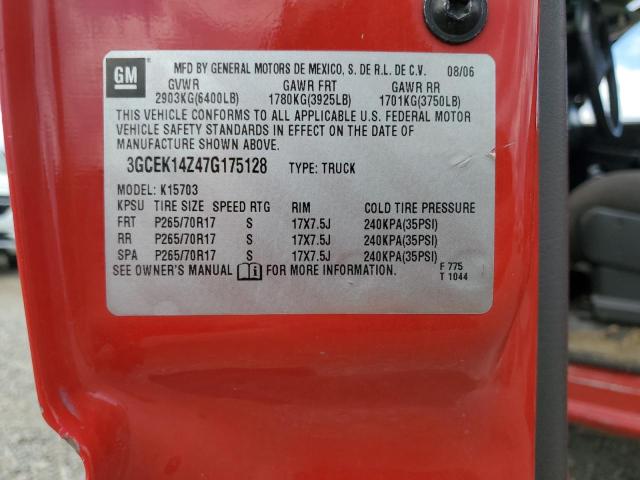 GM MFD BY GENERAL MOTORS DE MEXICO, S. DE R.L. DE C.V. 08/06
GVWR GAWR FRT GAWR RR
2903KG(6400LB) 1780KG(3925LB) 1701KG(3750LB)
THIS VEHICLE CONFORMS TO ALL APPLICABLE U.S. FEDERAL MOTOR
VEHICLE SAFETY STANDARDS IN EFFECT ON THE DATE OF
MANUFACTURE SHOWN ABOVE.
3GCEK14Z47G175128 TYPE: TRUCK
MODEL: K15703
KPSU TIRE SIZE SPEED RTG RIM COLD TIRE PRESSURE
FRT P265/70R17 S 17X7.5J 240KPA(35PSI)
RR P265/70R17 S 17X7.5J 240KPA(35PSI)
SPA P265/70R17 S 17X7.5J 240KPA(35PSI)
SEE OWNER'S MANUAL FOR MORE INFORMATION. F 775
T 1044